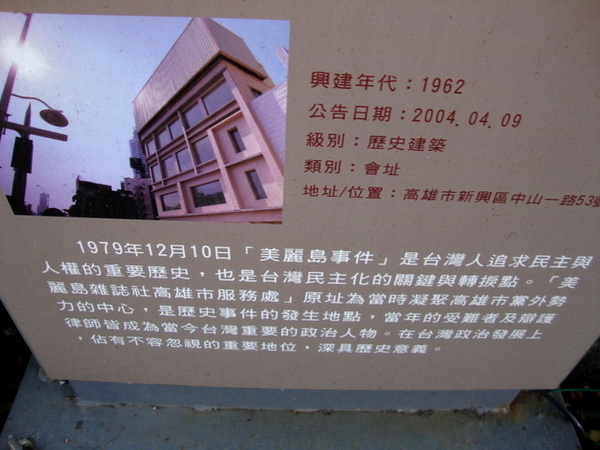 興建年代：1962
公告日期：2004.04.09
級別：歷史建築
類別：會址
地址/位置：高雄市新興區中山一路53號
1979年12月10日「美麗島事件」是台灣人追求民主與
人權的重要歷史，也是台灣民主化的關鍵與轉捩點。「美
麗島雜誌社高雄市服務處」原址為當時凝聚高雄市黨外勢
力的中心，是歷史事件的發生地點，當年的受難者及辯護
律師皆成為當今台灣重要的政治人物。在台灣政治發展上
，佔有不容忽視的重要地位，深具歷史意義。